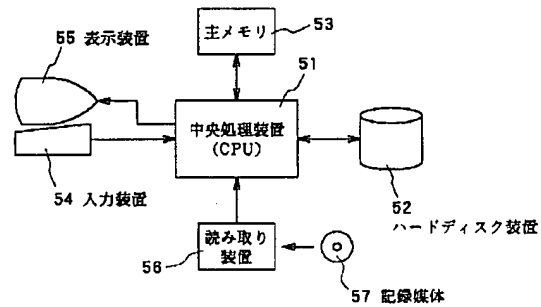 55 表示装置
主メモリ
53
51
中央処理装置
(CPU)
54 入力装置
52
ハードディスク装置
読み取り
装置
56
57 記録媒体